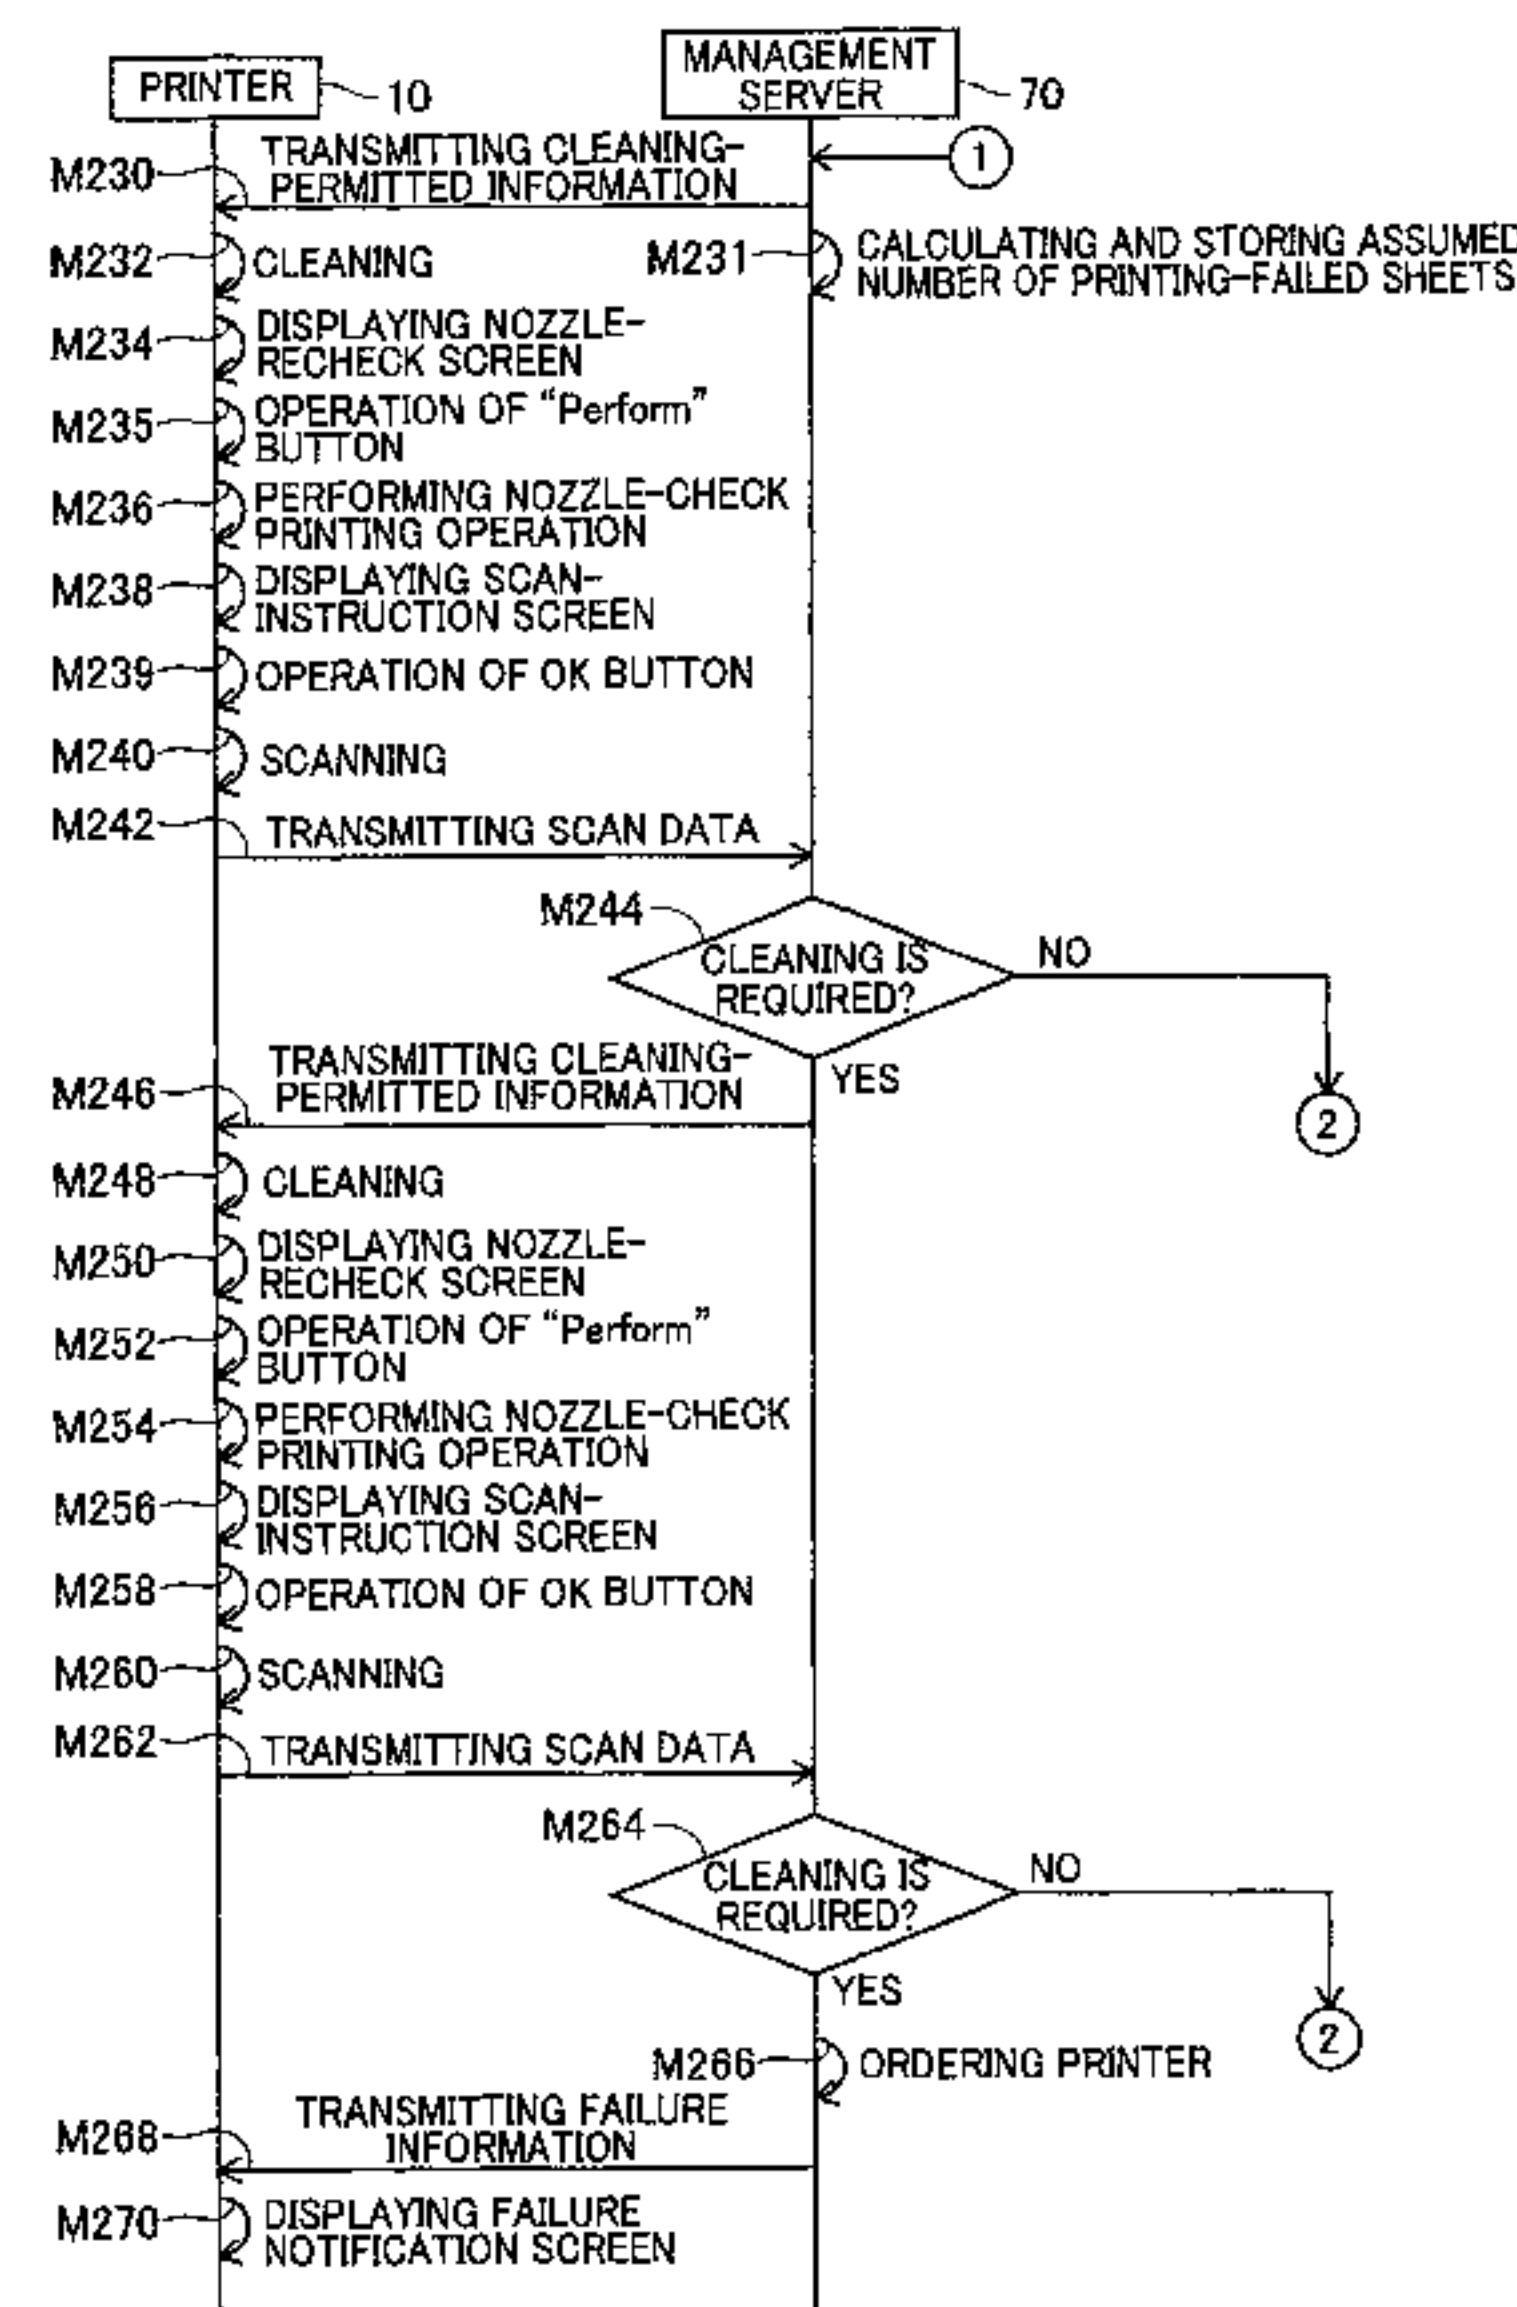 PRINTER
10
MANAGEMENT
SERVER
70
1
M230
TRANSMITTING CLEANING-
PERMITTED INFORMATION
M231
CALCULATING AND STORING ASSUMED
NUMBER OF PRINTING-FAILED SHEETS
M232
CLEANING
M234
DISPLAYING NOZZLE-
RECHECK SCREEN
M235
OPERATION OF “Perform”
BUTTON
M236
PERFORMING NOZZLE-CHECK
PRINTING OPERATION
M238
DISPLAYING SCAN-
INSTRUCTION SCREEN
M239
OPERATION OF OK BUTTON
M240
SCANNING
M242
TRANSMITTING SCAN DATA
M244
CLEANING IS
REQUIRED?
NO
2
YES
M246
TRANSMITTING CLEANING-
PERMITTED INFORMATION
M248
CLEANING
M250
DISPLAYING NOZZLE-
RECHECK SCREEN
M252
OPERATION OF “Perform”
BUTTON
M254
PERFORMING NOZZLE-CHECK
PRINTING OPERATION
M256
DISPLAYING SCAN-
INSTRUCTION SCREEN
M258
OPERATION OF OK BUTTON
M260
SCANNING
M262
TRANSMITTING SCAN DATA
M264
CLEANING IS
REQUIRED?
NO
2
YES
M266
ORDERING PRINTER
M268
TRANSMITTING FAILURE
INFORMATION
M270
DISPLAYING FAILURE
NOTIFICATION SCREEN